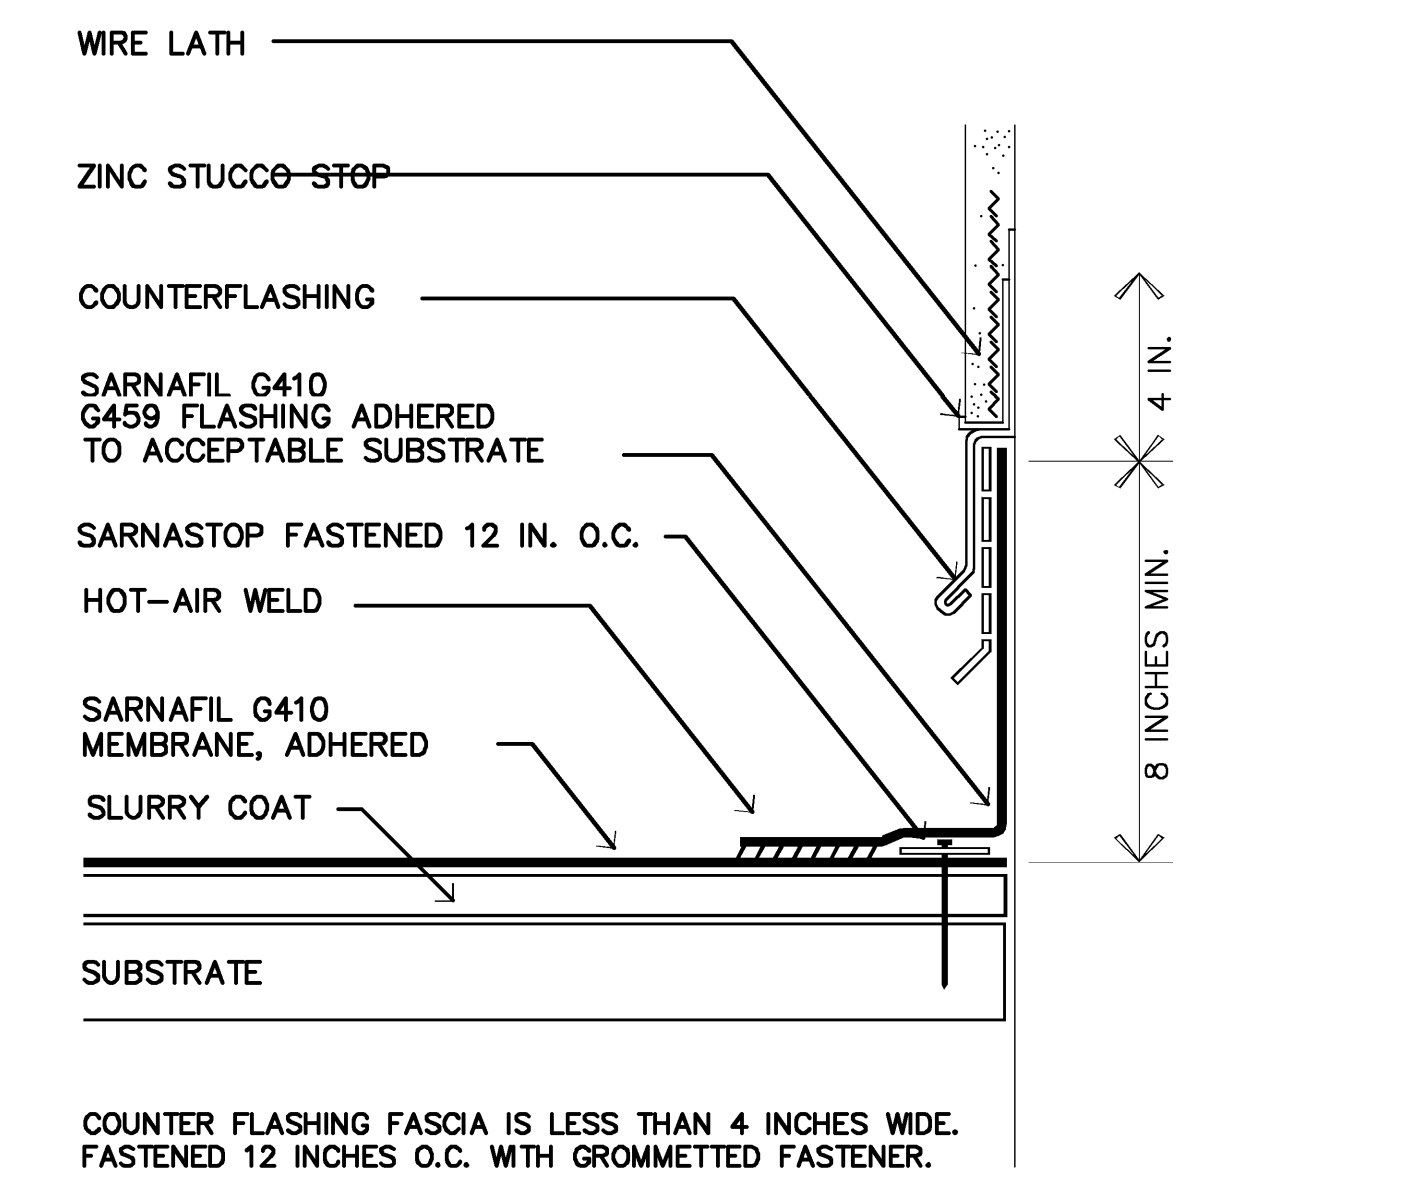 WIRE LATH
ZINC STUCCO STOP
COUNTERFLASHING
SARNAFIL G410
G459 FLASHING ADHERED
TO ACCEPTABLE SUBSTRATE
SARNASTOP FASTENED 12 IN. O.C.
HOT-AIR WELD
SARNAFIL G410
MEMBRANE, ADHERED
SLURRY COAT
SUBSTRATE
4 IN.
8 INCHES MIN.
COUNTER FLASHING FASCIA IS LESS THAN 4 INCHES WIDE.
FASTENED 12 INCHES O.C. WITH GROMMETTED FASTENER.